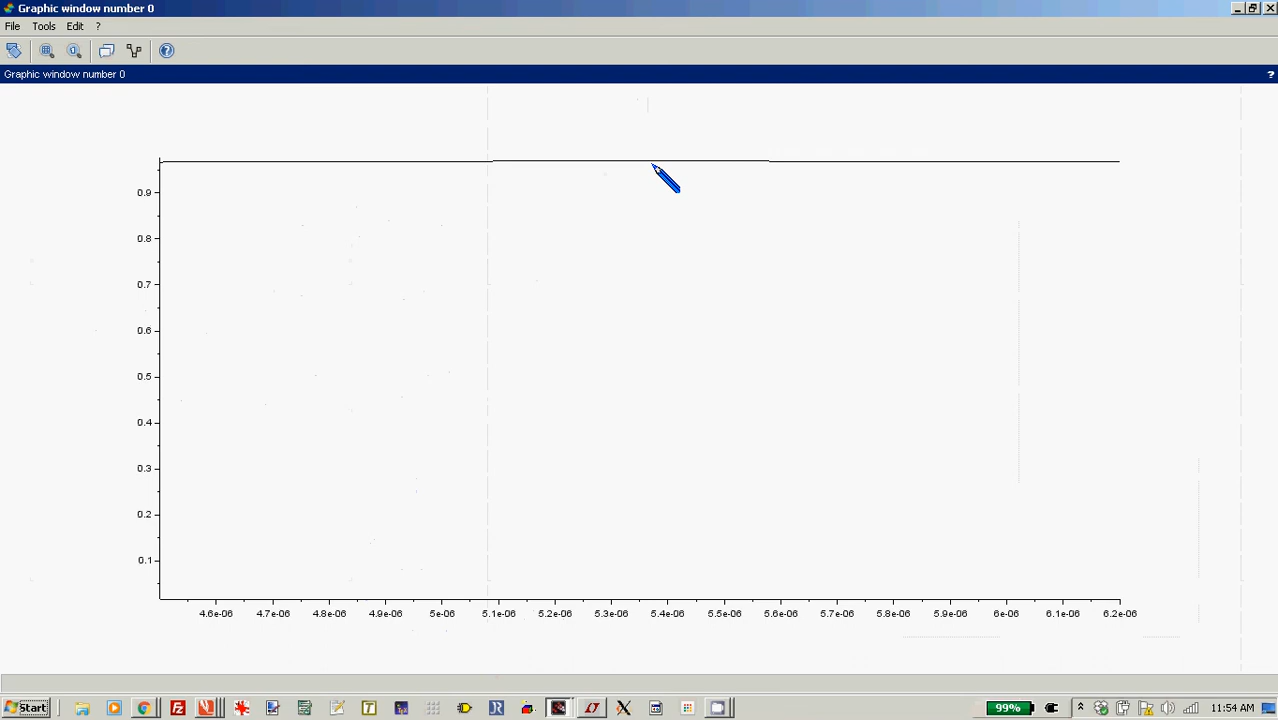 Graphic window number 0
File Tools Edit ?
Graphic window number 0 ?
0.9
0.8
0.7
0.6
0.5
0.4
0.3
0.2
0.1
4.6e-06 4.7e-06 4.8e-06 4.9e-06 5e-06 5.1e-06 5.2e-06 5.3e-06 5.4e-06 5.5e-06 5.6e-06 5.7e-06 5.8e-06 5.9e-06 6e-06 6.1e-06 6.2e-06
Start 99% 11:54 AM